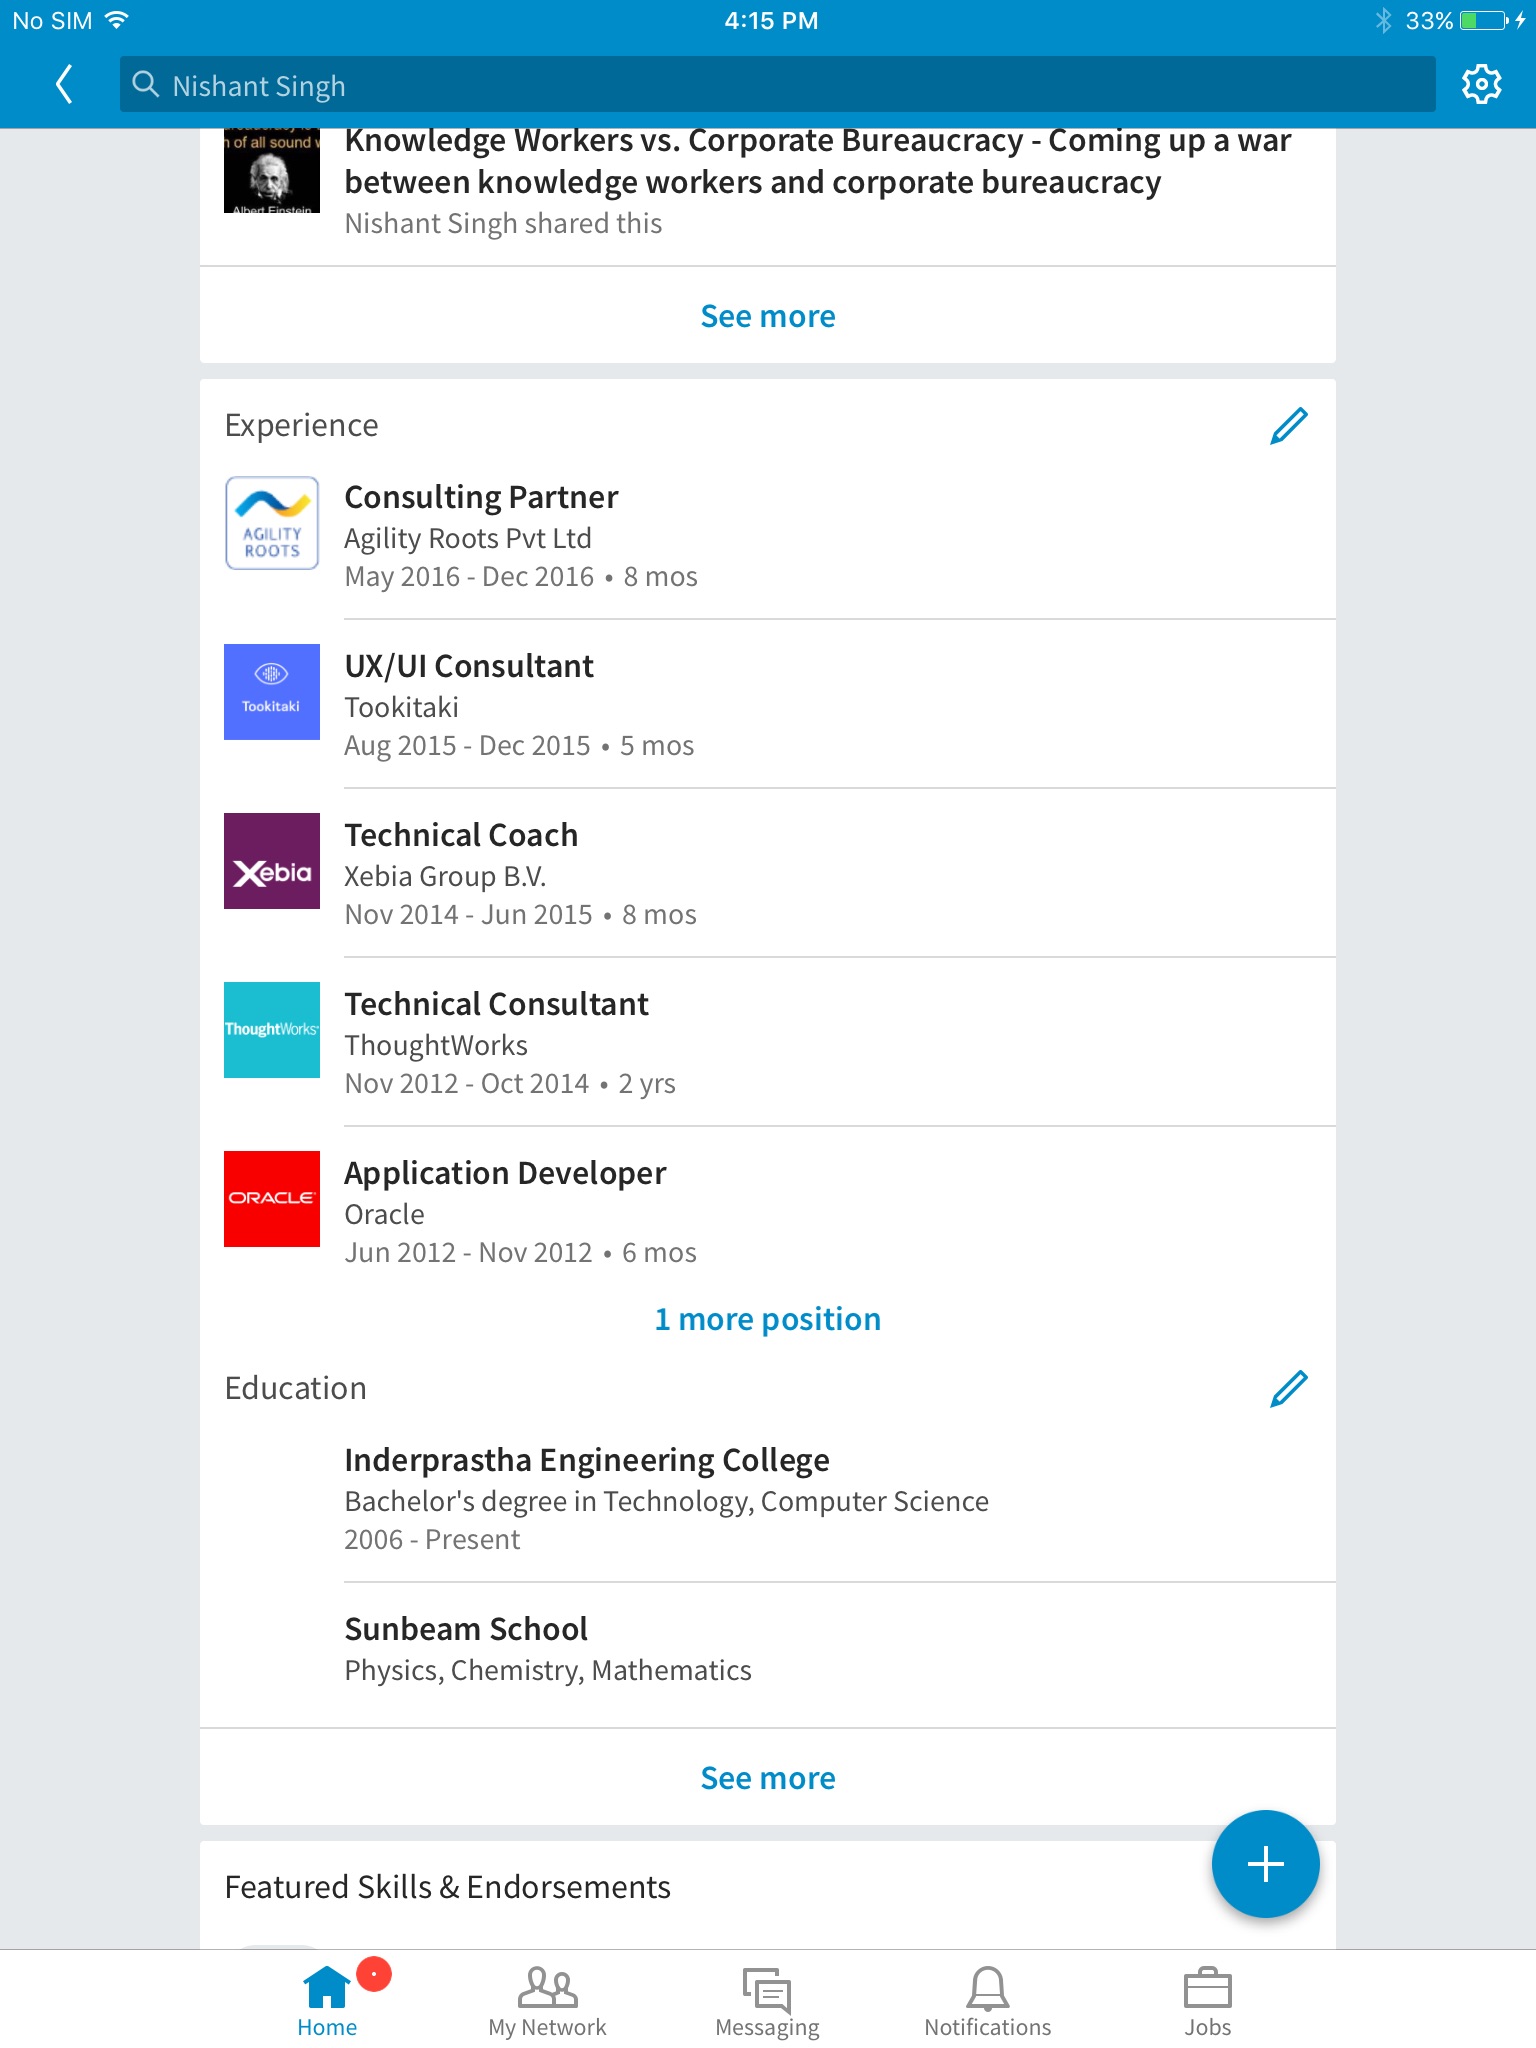 No SIM
4:15 PM
33%
Nishant Singh
n of all sound
Albert Einstein
Knowledge Workers vs. Corporate Bureaucracy - Coming up a war
between knowledge workers and corporate bureaucracy
Nishant Singh shared this
See more
Experience
AGILITY
ROOTS
Consulting Partner
Agility Roots Pvt Ltd
May 2016 - Dec 2016 • 8 mos
Tookitaki
UX/UI Consultant
Tookitaki
Aug 2015 - Dec 2015 • 5 mos
Xebia
Technical Coach
Xebia Group B.V.
Nov 2014 - Jun 2015 • 8 mos
ThoughtWorks
Technical Consultant
ThoughtWorks
Nov 2012 - Oct 2014 • 2 yrs
ORACLE
Application Developer
Oracle
Jun 2012 - Nov 2012 • 6 mos
1 more position
Education
Inderprastha Engineering College
Bachelor's degree in Technology, Computer Science
2006 - Present
Sunbeam School
Physics, Chemistry, Mathematics
See more
Featured Skills & Endorsements
Home
My Network
Messaging
Notifications
Jobs